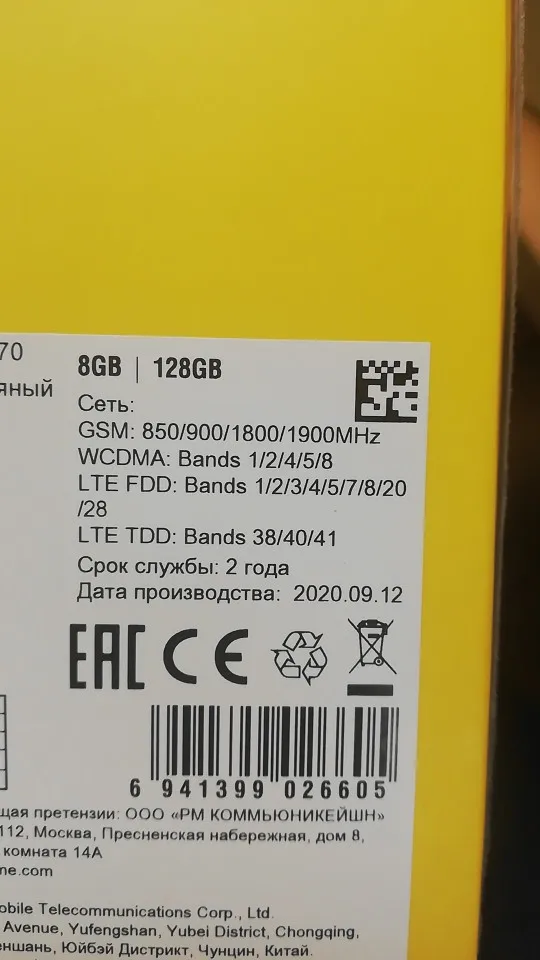 70
8GB | 128GB
яный
Сеть:
GSM: 850/900/1800/1900MHz
WCDMA: Bands 1/2/4/5/8
LTE FDD: Bands 1/2/3/4/5/7/8/20
/28
LTE TDD: Bands 38/40/41
Срок службы: 2 года
Дата производства: 2020.09.12
EAC CE
6 941399 026605
щая претензии: ООО «РМ КОММЬЮНИКЕЙШН»
112, Москва, Пресненская набережная, дом 8,
комната 14А
me.com
obile Telecommunications Corp., Ltd.
Avenue, Yufengshan, Yubei District, Chongqing,
еншань, Юйбэй Дистрикт, Чунцин, Китай.